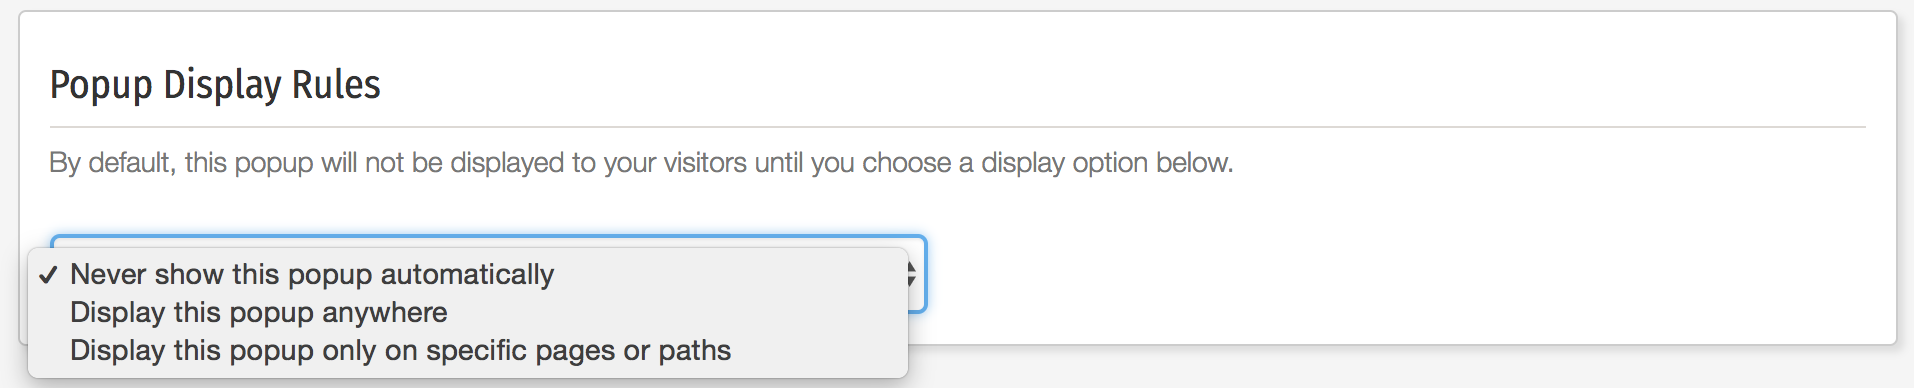 Popup Display Rules
By default, this popup will not be displayed to your visitors until you choose a display option below.
✓ Never show this popup automatically
Display this popup anywhere
Display this popup only on specific pages or paths